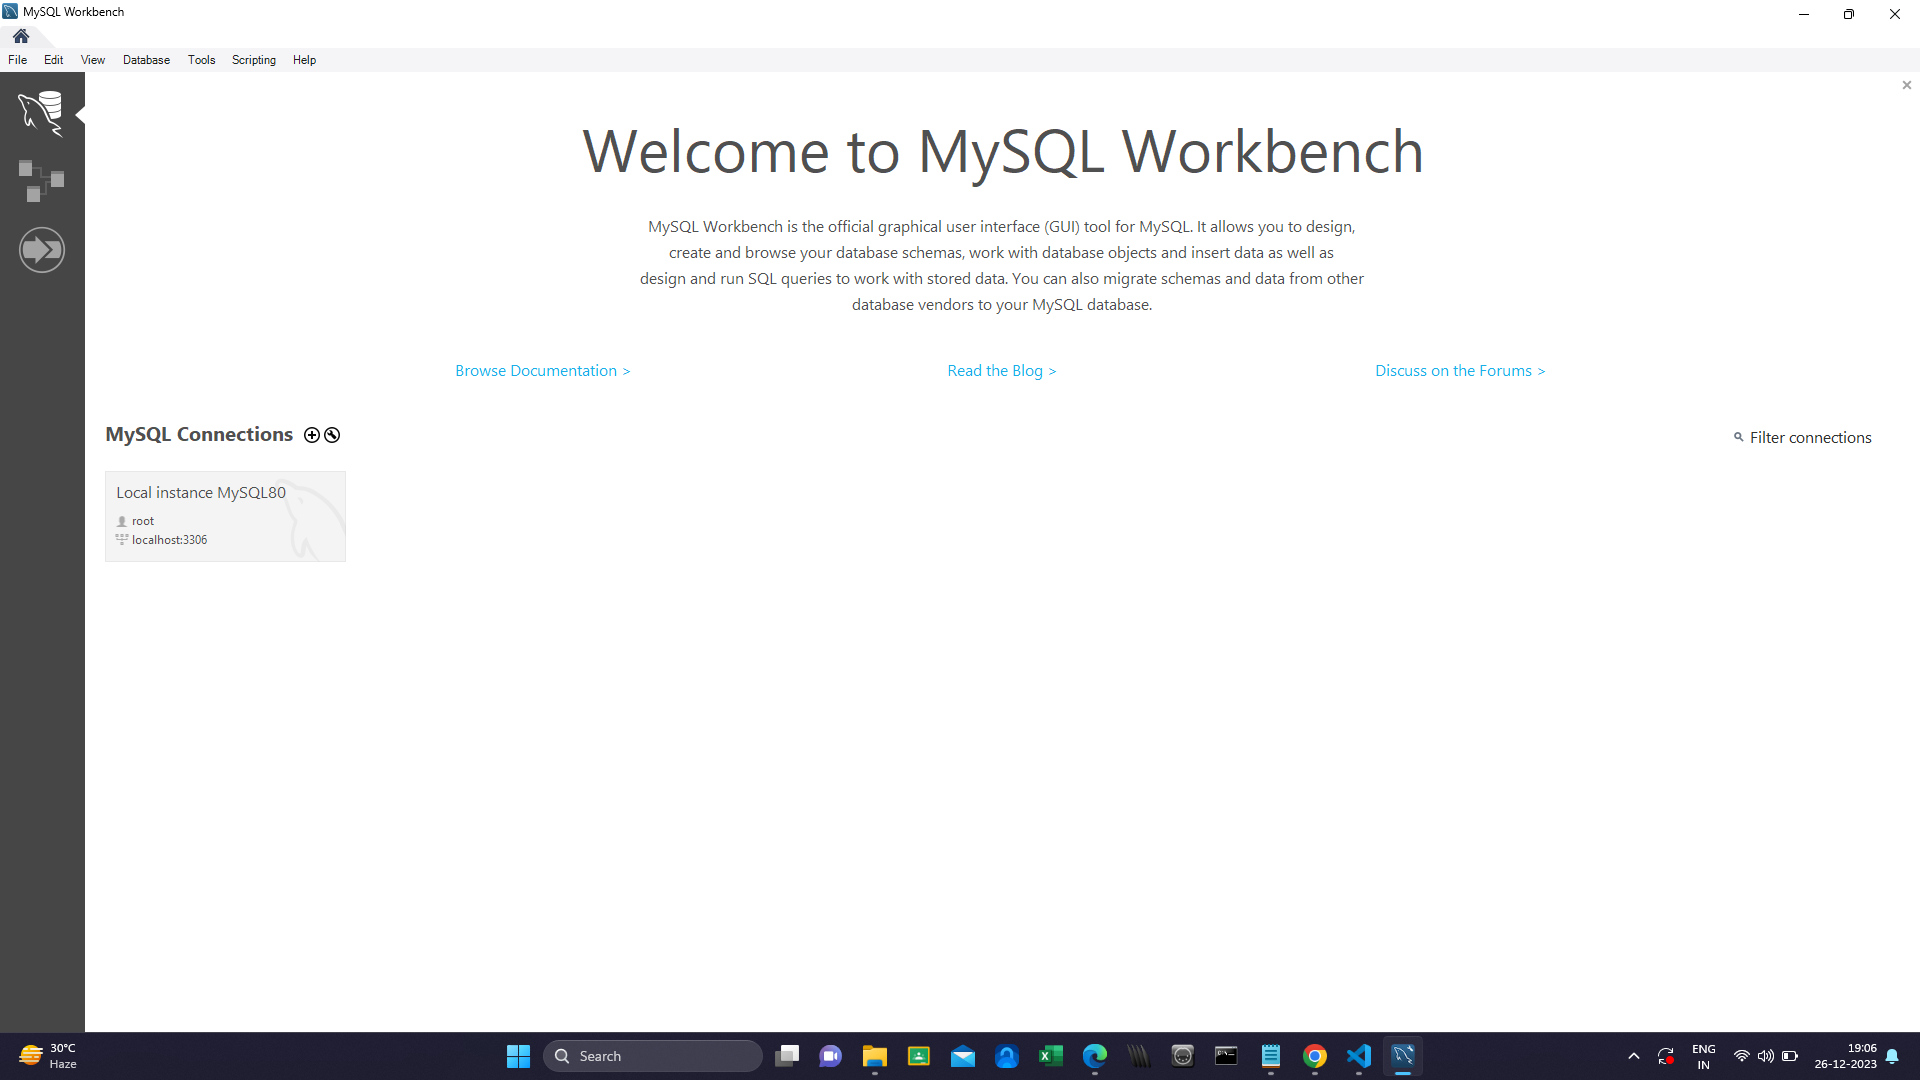 MySQL Workbench
File Edit View Database Tools Scripting Help
Welcome to MySQL Workbench
MySQL Workbench is the official graphical user interface (GUI) tool for MySQL. It allows you to design,
create and browse your database schemas, work with database objects and insert data as well as
design and run SQL queries to work with stored data. You can also migrate schemas and data from other
database vendors to your MySQL database.
Browse Documentation > Read the Blog > Discuss on the Forums >
MySQL Connections Filter connections
Local instance MySQL80
root
localhost:3306
30°C
Haze
Search
ENG
IN
19:06
26-12-2023